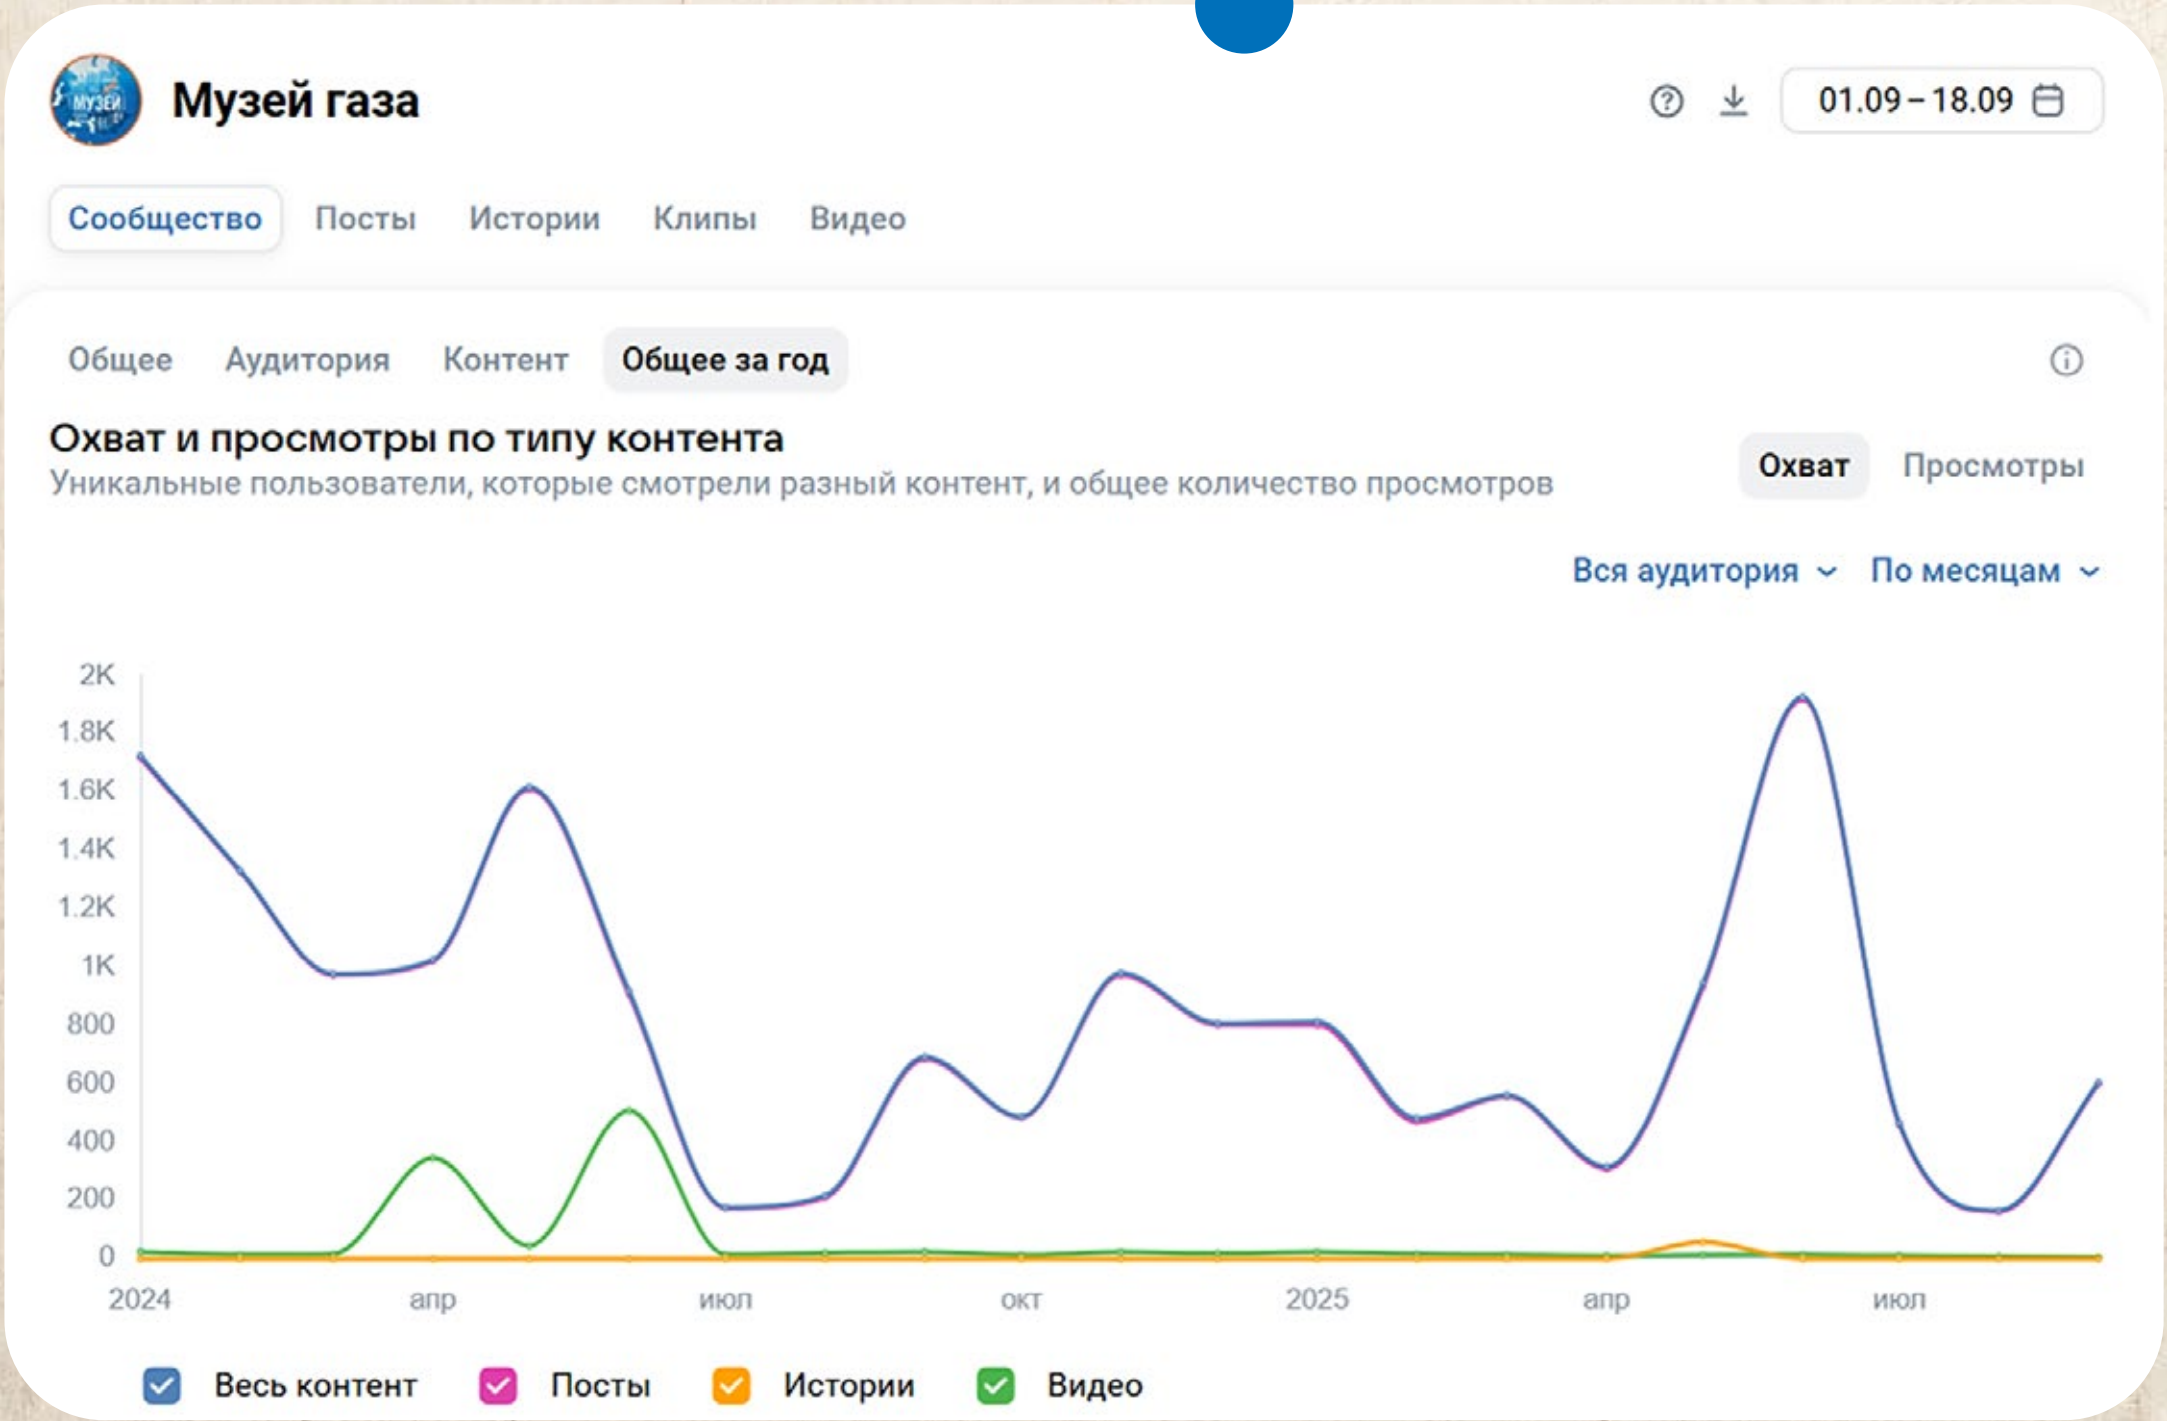 МУЗЕЙ
Музей газа
01.09 – 18.09
Сообщество Посты Истории Клипы Видео
Общее Аудитория Контент Общее за год
Охват и просмотры по типу контента
Уникальные пользователи, которые смотрели разный контент, и общее количество просмотров
Охват Просмотры
Вся аудитория По месяцам
2K
1.8K
1.6K
1.4K
1.2K
1K
800
600
400
200
0
2024 апр июл окт 2025 апр июл
Весь контент Посты Истории Видео